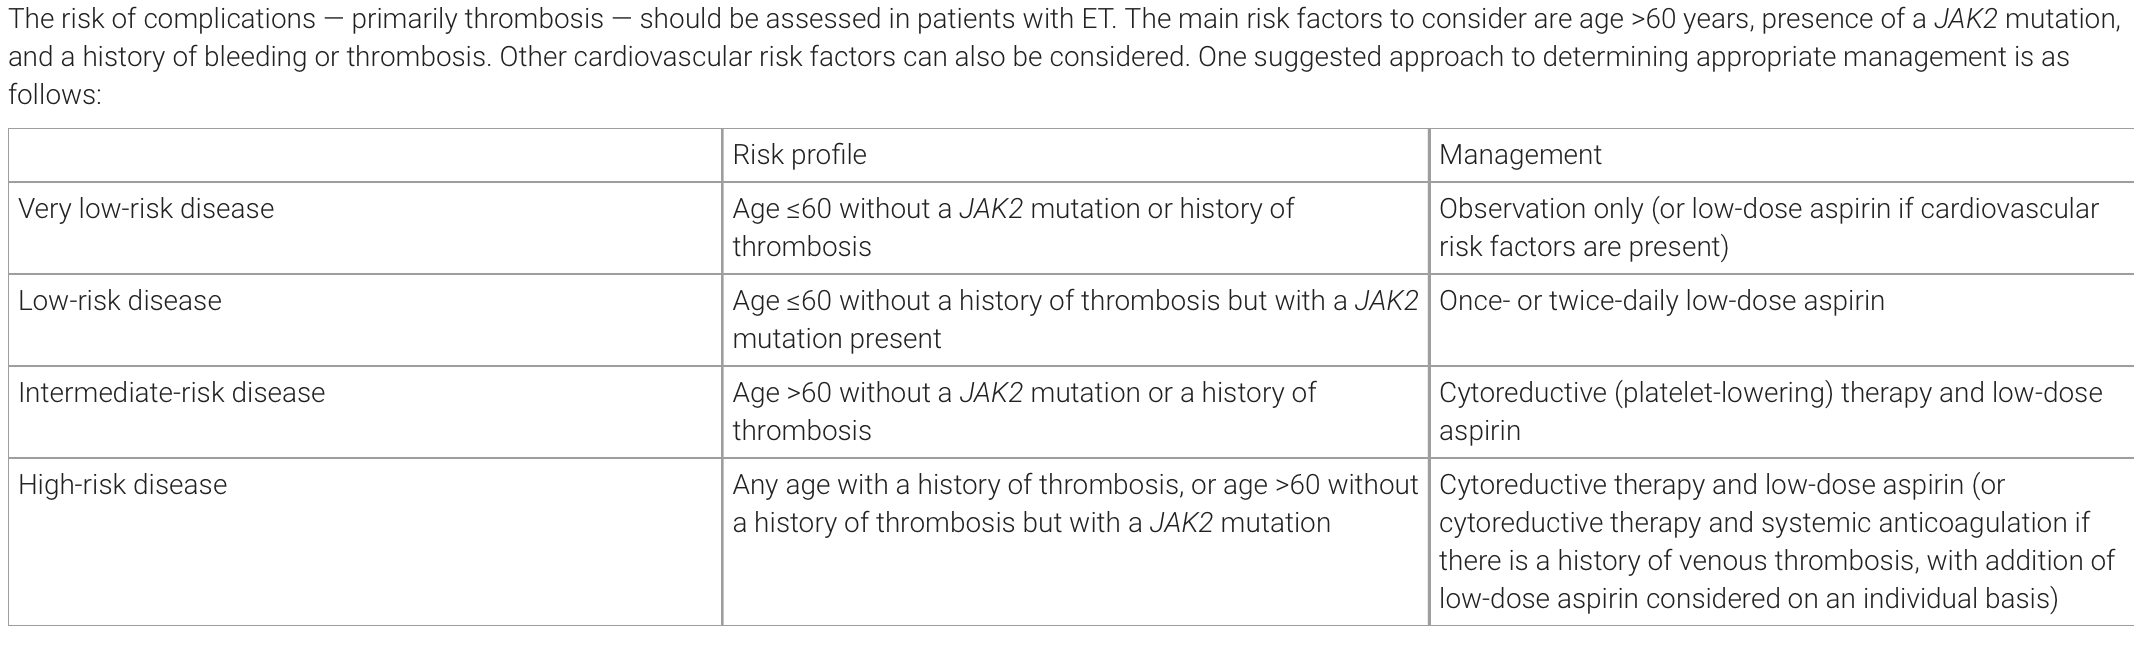 The risk of complications — primarily thrombosis — should be assessed in patients with ET. The main risk factors to consider are age >60 years, presence of a JAK2 mutation,
and a history of bleeding or thrombosis. Other cardiovascular risk factors can also be considered. One suggested approach to determining appropriate management is as
follows:
Risk profile
Management
Very low-risk disease
Age ≤60 without a JAK2 mutation or history of
thrombosis
Observation only (or low-dose aspirin if cardiovascular
risk factors are present)
Low-risk disease
Age ≤60 without a history of thrombosis but with a JAK2
mutation present
Once- or twice-daily low-dose aspirin
Intermediate-risk disease
Age >60 without a JAK2 mutation or a history of
thrombosis
Cytoreductive (platelet-lowering) therapy and low-dose
aspirin
High-risk disease
Any age with a history of thrombosis, or age >60 without
a history of thrombosis but with a JAK2 mutation
Cytoreductive therapy and low-dose aspirin (or
cytoreductive therapy and systemic anticoagulation if
there is a history of venous thrombosis, with addition of
low-dose aspirin considered on an individual basis)